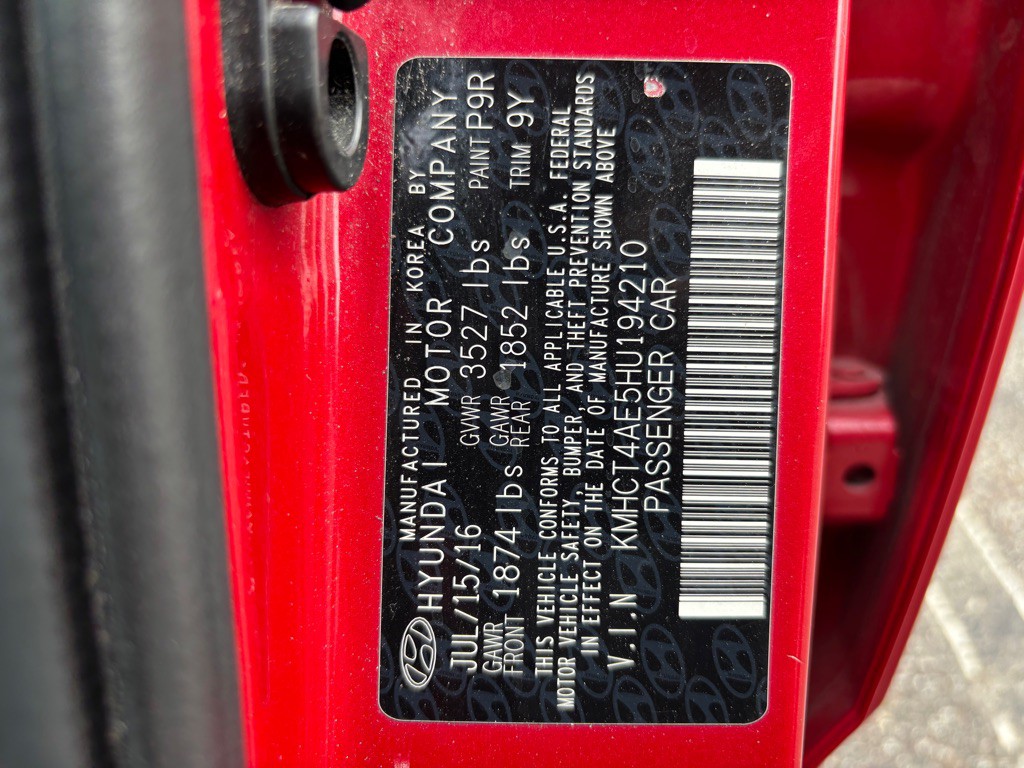 MANUFACTURED IN KOREA BY
HYUNDAI MOTOR COMPANY
JUL/15/16 GVWR 3527 lbs PAINT P9R
GAWR FRONT 1874 lbs GAWR REAR 1852 lbs TRIM 9Y
THIS VEHICLE CONFORMS TO ALL APPLICABLE U.S.A. FEDERAL
MOTOR VEHICLE SAFETY, BUMPER, AND THEFT PREVENTION STANDARDS
IN EFFECT ON THE DATE OF MANUFACTURE SHOWN ABOVE
V.I.N KMHCT4AE5HU194210
PASSENGER CAR